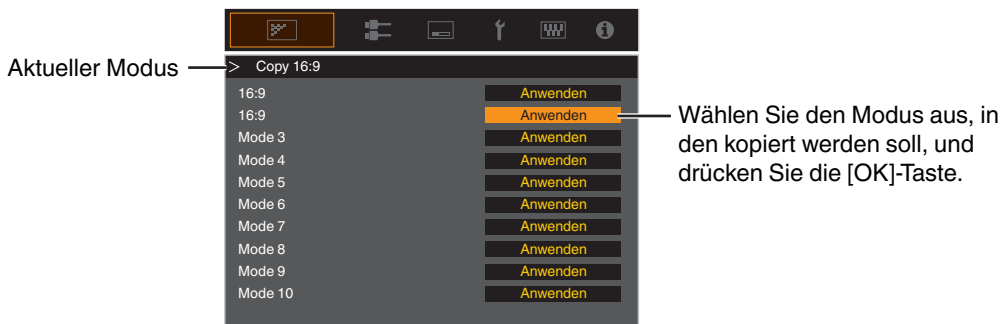 Aktueller Modus
> Copy 16:9
16:9 Anwenden
16:9 Anwenden
Mode 3 Anwenden
Mode 4 Anwenden
Mode 5 Anwenden
Mode 6 Anwenden
Mode 7 Anwenden
Mode 8 Anwenden
Mode 9 Anwenden
Mode 10 Anwenden
Wählen Sie den Modus aus, in
den kopiert werden soll, und
drücken Sie die [OK]-Taste.